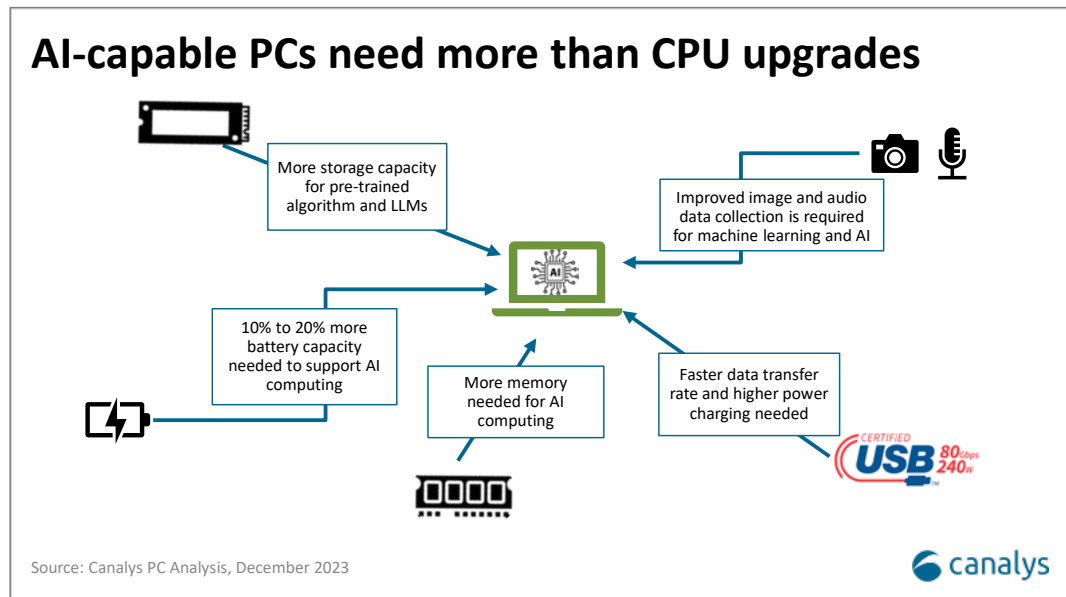 AI-capable PCs need more than CPU upgrades
More storage capacity
for pre-trained
algorithm and LLMs
Improved image and audio
data collection is required
for machine learning and AI
AI
10% to 20% more
battery capacity
needed to support AI
computing
More memory
needed for AI
computing
Faster data transfer
rate and higher power
charging needed
CERTIFIED
USB 80Gbps
240W
TM
Source: Canalys PC Analysis, December 2023
canalys